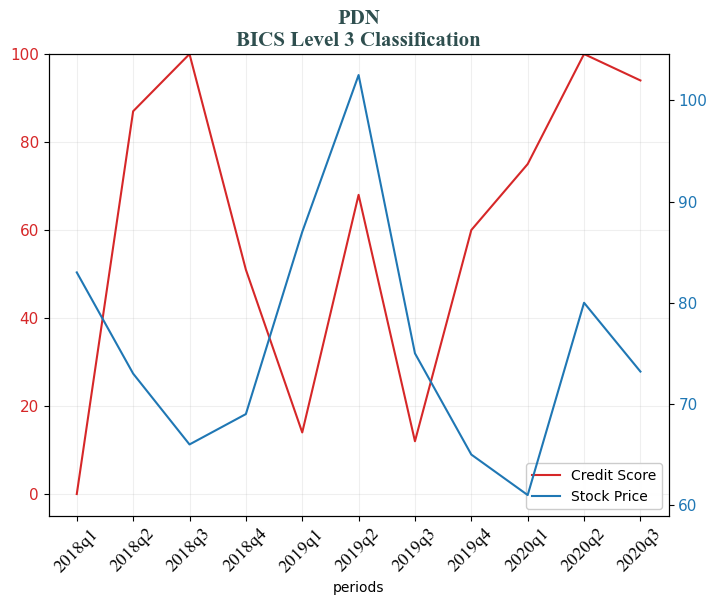 PDN
BICS Level 3 Classification
100
80
60
40
20
0
100
90
80
70
60
Credit Score
Stock Price
2018q1
2018q2
2018q3
2018q4
2019q1
2019q2
2019q3
2019q4
2020q1
2020q2
2020q3
periods